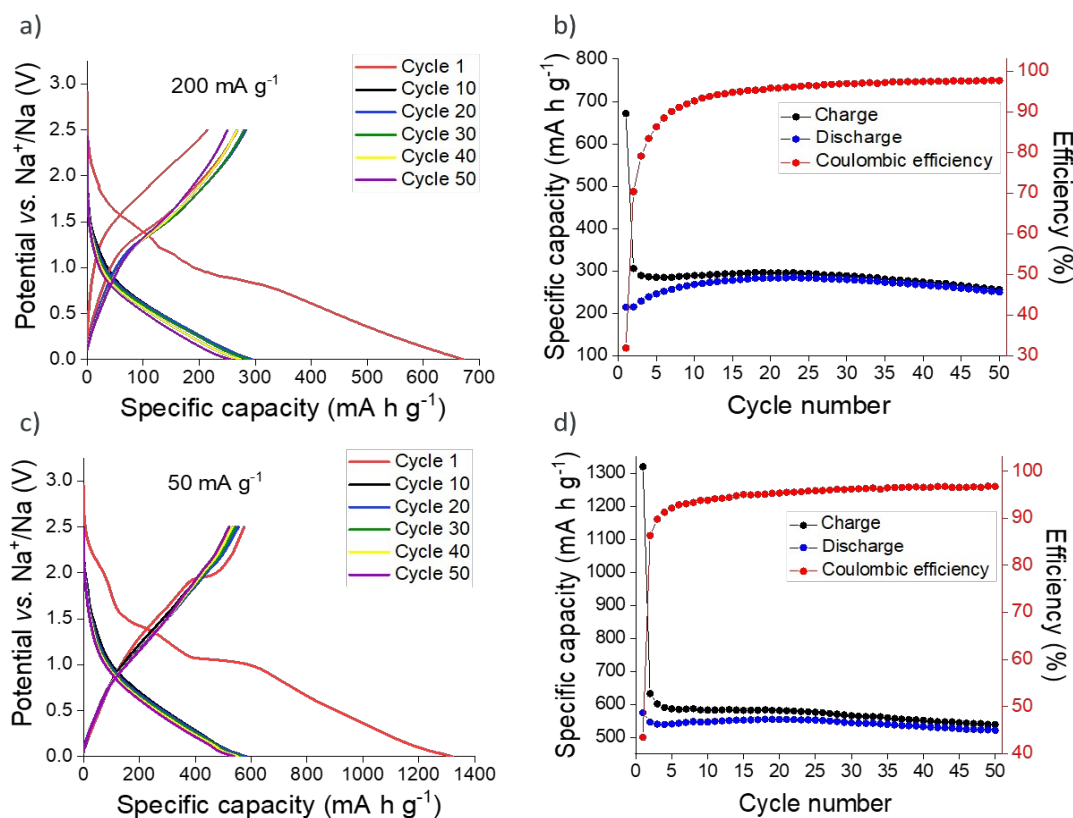 a)
Potential vs. Na⁺/Na (V)
200 mA g⁻¹
Cycle 1
Cycle 10
Cycle 20
Cycle 30
Cycle 40
Cycle 50
3.0
2.5
2.0
1.5
1.0
0.5
0.0
0 100 200 300 400 500 600 700
Specific capacity (mA h g⁻¹)
b)
Specific capacity (mA h g⁻¹)
800
700
600
500
400
300
200
100
Charge
Discharge
Coulombic efficiency
100
90
80
70
60
50
40
30
Efficiency (%)
0 5 10 15 20 25 30 35 40 45 50
Cycle number
c)
Potential vs. Na⁺/Na (V)
50 mA g⁻¹
Cycle 1
Cycle 10
Cycle 20
Cycle 30
Cycle 40
Cycle 50
3.0
2.5
2.0
1.5
1.0
0.5
0.0
0 200 400 600 800 1000 1200 1400
Specific capacity (mA h g⁻¹)
d)
Specific capacity (mA h g⁻¹)
1300
1200
1100
1000
900
800
700
600
500
Charge
Discharge
Coulombic efficiency
100
90
80
70
60
50
40
Efficiency (%)
0 5 10 15 20 25 30 35 40 45 50
Cycle number